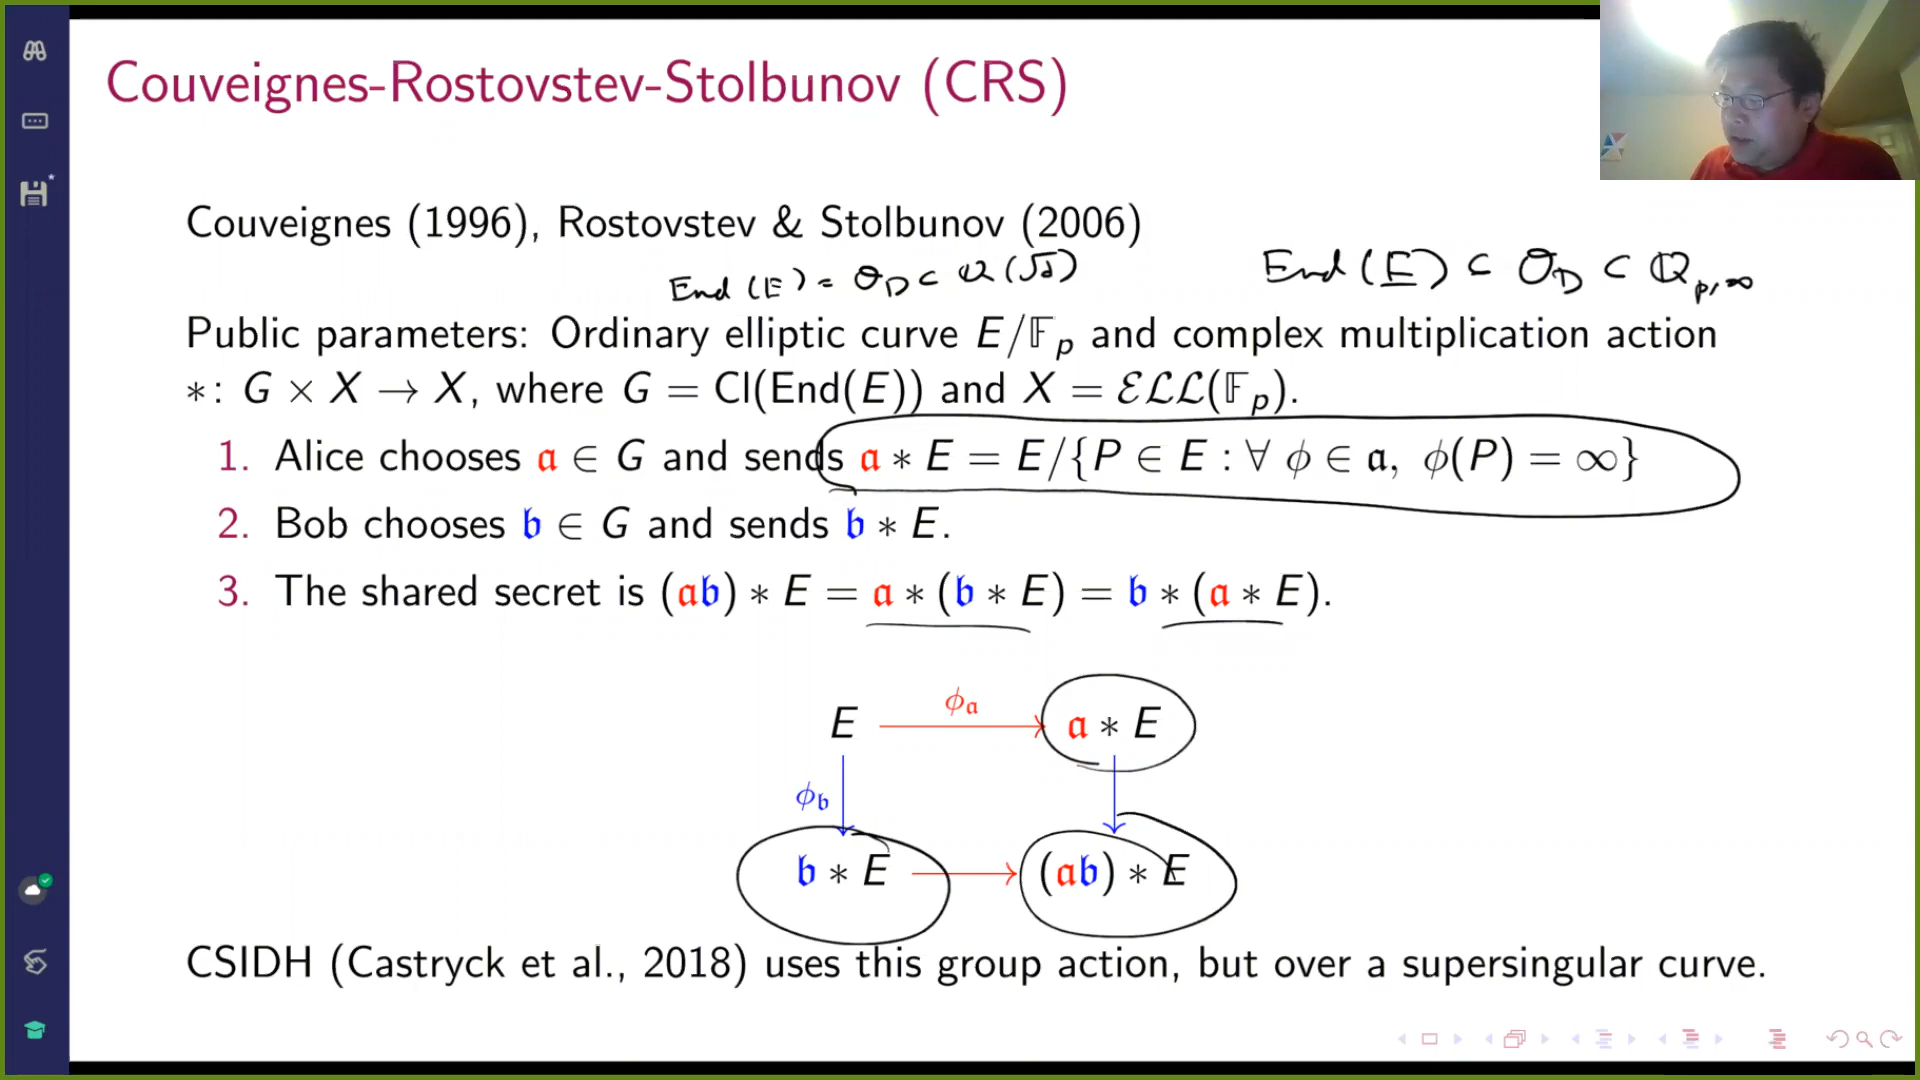 Couveignes-Rostovstev-Stolbunov (CRS)
Couveignes (1996), Rostovstev & Stolbunov (2006)
End (E) = O_D ⊂ Q(√d)
End (E) ⊂ O_D ⊂ Q_{p,∞}
Public parameters: Ordinary elliptic curve E/𝔽_p and complex multiplication action
∗: G × X → X, where G = Cl(End(E)) and X = ℰℒℒ(𝔽_p).
1. Alice chooses 𝔞 ∈ G and sends 𝔞 ∗ E = E/{P ∈ E : ∀ ϕ ∈ 𝔞, ϕ(P) = ∞}
2. Bob chooses 𝔟 ∈ G and sends 𝔟 ∗ E.
3. The shared secret is (𝔞𝔟) ∗ E = 𝔞 ∗ (𝔟 ∗ E) = 𝔟 ∗ (𝔞 ∗ E).
ϕ_𝔞
E 𝔞 ∗ E
ϕ_𝔟
𝔟 ∗ E (𝔞𝔟) ∗ E
CSIDH (Castryck et al., 2018) uses this group action, but over a supersingular curve.